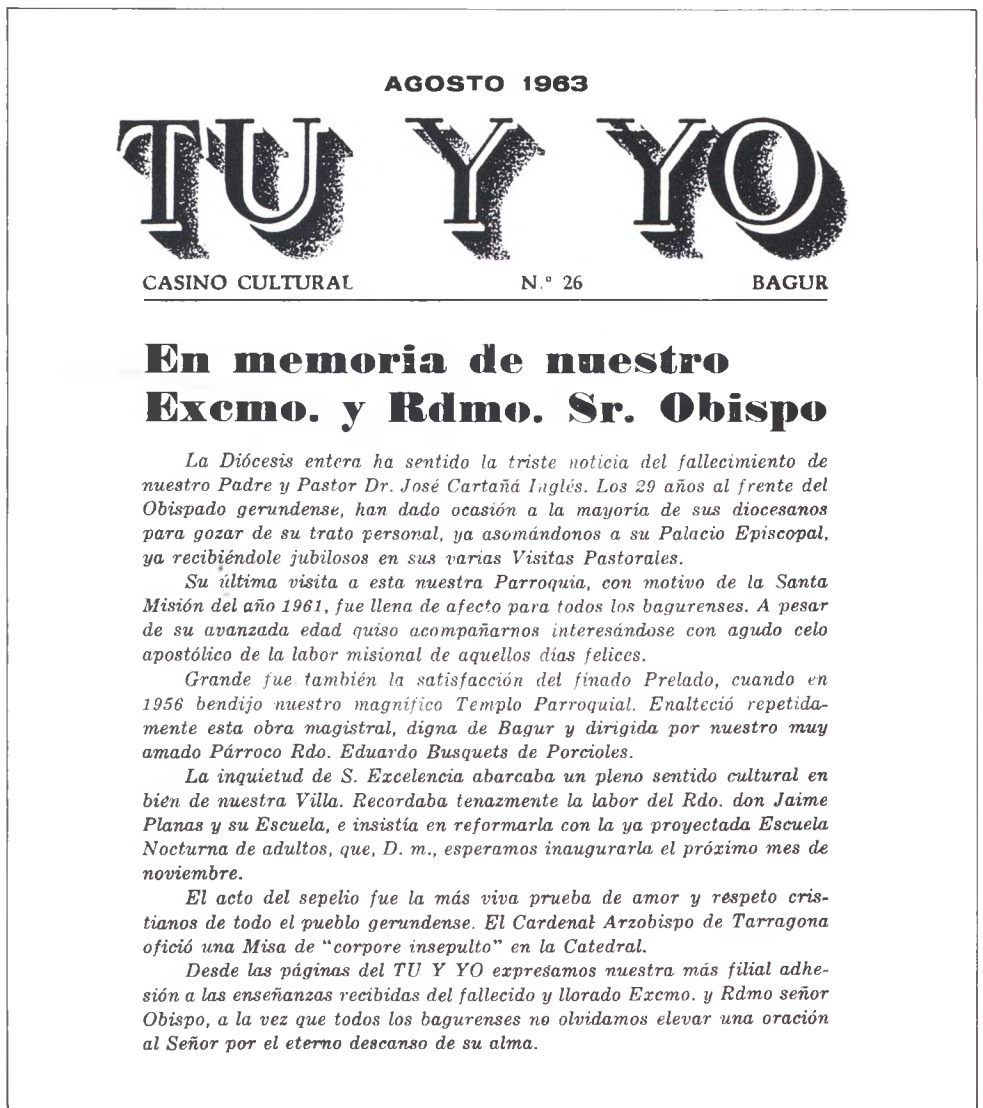 AGOSTO 1963
TU Y YO
CASINO CULTURAL N.º 26 BAGUR
En memoria de nuestro
Excmo. y Rdmo. Sr. Obispo
La Diócesis entera ha sentido la triste noticia del fallecimiento de
nuestro Padre y Pastor Dr. José Cartañá Inglés. Los 29 años al frente del
Obispado gerundense, han dado ocasión a la mayoría de sus diocesanos
para gozar de su trato personal, ya asomándonos a su Palacio Episcopal,
ya recibiéndole jubilosos en sus varias Visitas Pastorales.
Su última visita a esta nuestra Parroquia, con motivo de la Santa
Misión del año 1961, fue llena de afecto para todos los bagurenses. A pesar
de su avanzada edad quiso acompañarnos interesándose con agudo celo
apostólico de la labor misional de aquellos días felices.
Grande fue también la satisfacción del finado Prelado, cuando en
1956 bendijo nuestro magnífico Templo Parroquial. Enalteció repetida-
mente esta obra magistral, digna de Bagur y dirigida por nuestro muy
amado Párroco Rdo. Eduardo Busquets de Porcioles.
La inquietud de S. Excelencia abarcaba un pleno sentido cultural en
bién de nuestra Villa. Recordaba tenazmente la labor del Rdo. don Jaime
Planas y su Escuela, e insistía en reformarla con la ya proyectada Escuela
Nocturna de adultos, que, D. m., esperamos inaugurarla el próximo mes de
noviembre.
El acto del sepelio fue la más viva prueba de amor y respeto cris-
tianos de todo el pueblo gerundense. El Cardenal Arzobispo de Tarragona
ofició una Misa de "corpore insepulto" en la Catedral.
Desde las páginas del TU Y YO expresamos nuestra más filial adhe-
sión a las enseñanzas recibidas del fallecido y llorado Excmo. y Rdmo señor
Obispo, a la vez que todos los bagurenses no olvidamos elevar una oración
al Señor por el eterno descanso de su alma.